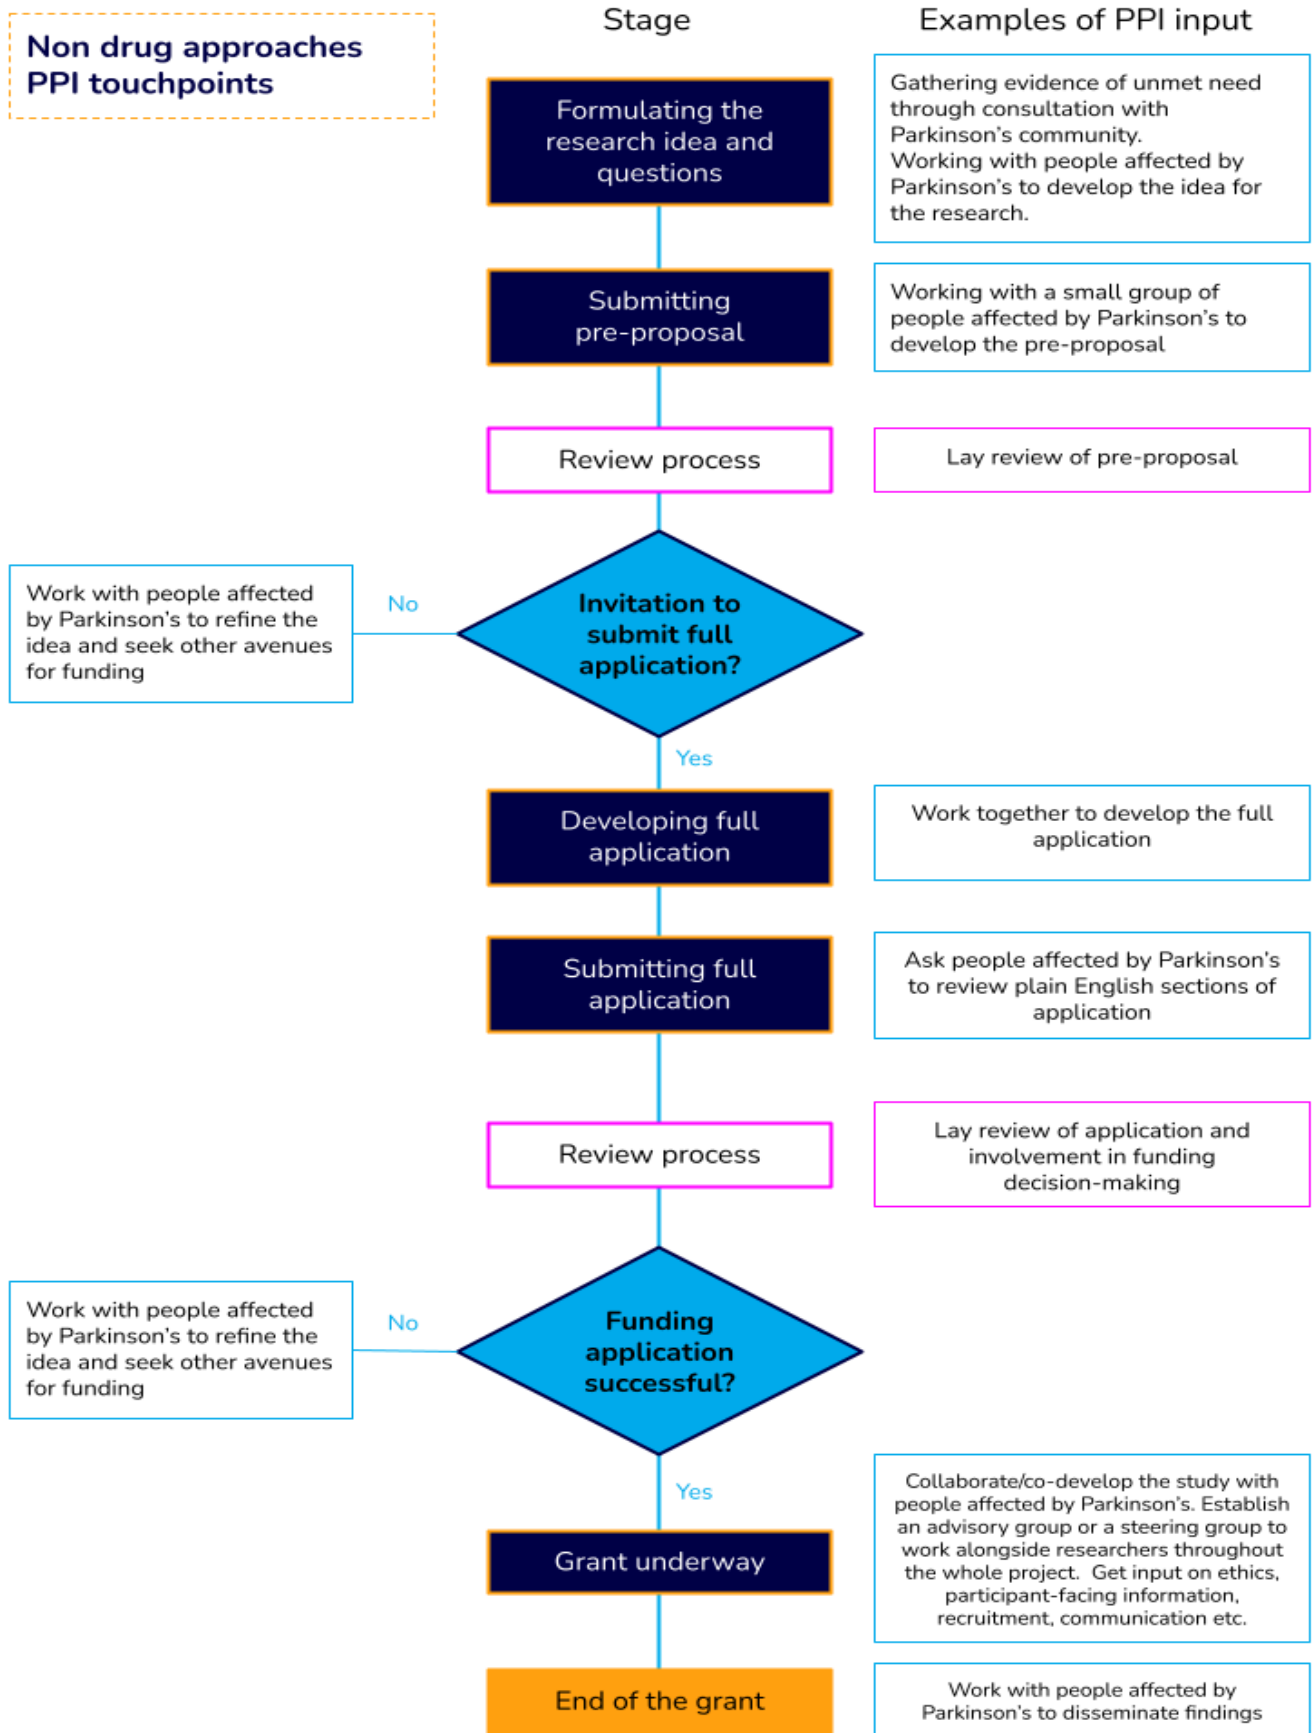 Non drug approaches
PPI touchpoints
Stage
Examples of PPI input
Formulating the
research idea and
questions
Gathering evidence of unmet need
through consultation with
Parkinson's community.
Working with people affected by
Parkinson's to develop the idea for
the research.
Submitting
pre-proposal
Working with a small group of
people affected by Parkinson's to
develop the pre-proposal
Review process
Lay review of pre-proposal
Invitation to
submit full
application?
No
Work with people affected
by Parkinson's to refine the
idea and seek other avenues
for funding
Yes
Developing full
application
Work together to develop the full
application
Submitting full
application
Ask people affected by Parkinson's
to review plain English sections of
application
Review process
Lay review of application and
involvement in funding
decision-making
Funding
application
successful?
No
Work with people affected
by Parkinson's to refine the
idea and seek other avenues
for funding
Yes
Grant underway
Collaborate/co-develop the study with
people affected by Parkinson's. Establish
an advisory group or a steering group to
work alongside researchers throughout
the whole project.  Get input on ethics,
participant-facing information,
recruitment, communication etc.
End of the grant
Work with people affected by
Parkinson's to disseminate findings